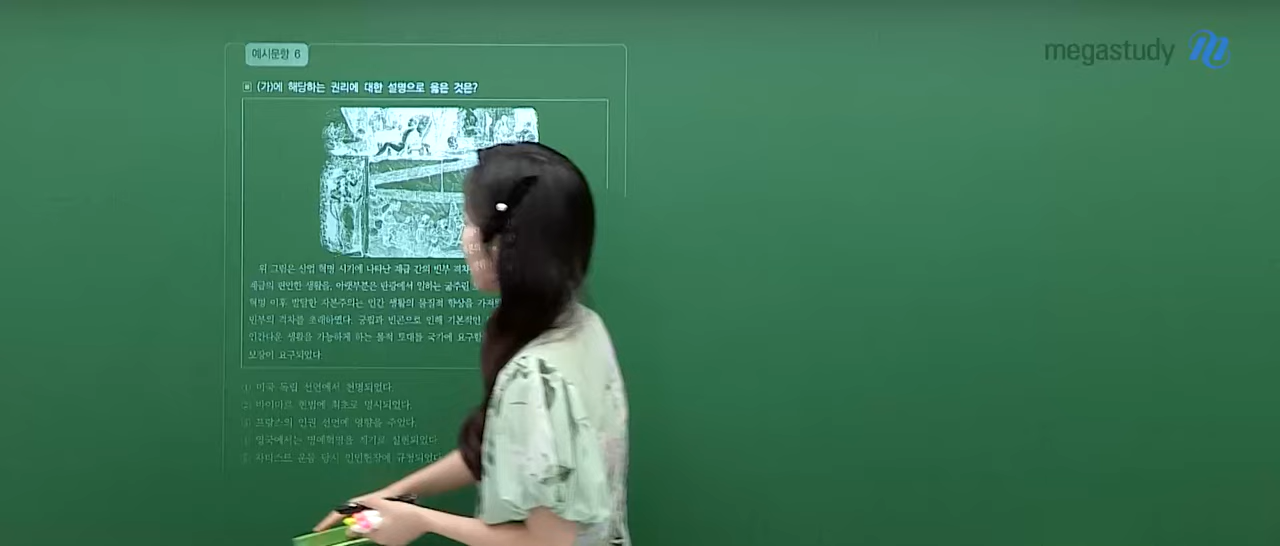 megastudy
예시문항 6
(가)에 해당하는 권리에 대한 설명으로 옳은 것은?
위 그림은 산업 혁명 시기에 나타난 계급 간의 빈부 격차
계급의 편안한 생활을, 아랫부분은 탄광에서 일하는 굶주린
혁명 이후 발달한 자본주의는 인간 생활의 물질적 향상을 가져
빈부의 격차를 초래하였다. 궁핍과 빈곤으로 인해 기본적인
인간다운 생활을 가능하게 하는 물적 토대를 국가에 요구할
보장이 요구되었다.
① 미국 독립 선언에서 천명되었다.
② 바이마르 헌법에 최초로 명시되었다.
③ 프랑스의 인권 선언에 영향을 주었다.
④ 영국에서는 명예혁명을 계기로 실현되었다
⑤ 차티스트 운동 당시 인민헌장에 규정되었다